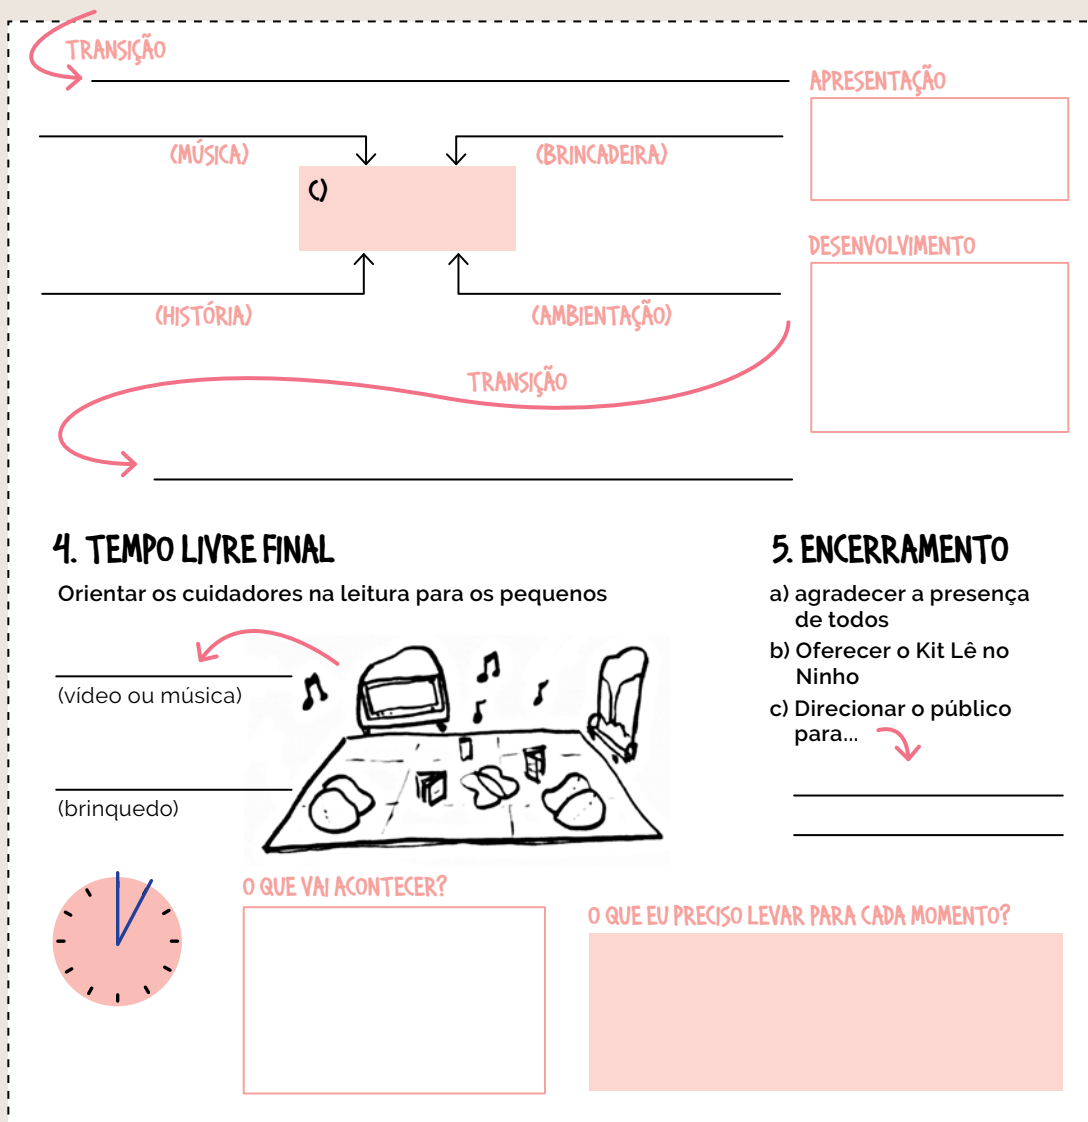 TRANSIÇÃO
APRESENTAÇÃO
(MÚSICA)
(BRINCADEIRA)
C)
DESENVOLVIMENTO
(HISTÓRIA)
(AMBIENTAÇÃO)
TRANSIÇÃO
4. TEMPO LIVRE FINAL
Orientar os cuidadores na leitura para os pequenos
(vídeo ou música)
(brinquedo)
5. ENCERRAMENTO
a) agradecer a presença
de todos
b) Oferecer o Kit Lê no
Ninho
c) Direcionar o público
para...
O QUE VAI ACONTECER?
O QUE EU PRECISO LEVAR PARA CADA MOMENTO?